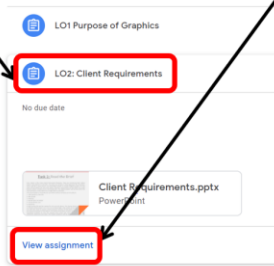 LO1 Purpose of Graphics
LO2: Client Requirements
No due date
Client Requirements.pptx
PowerPoint
View assignment